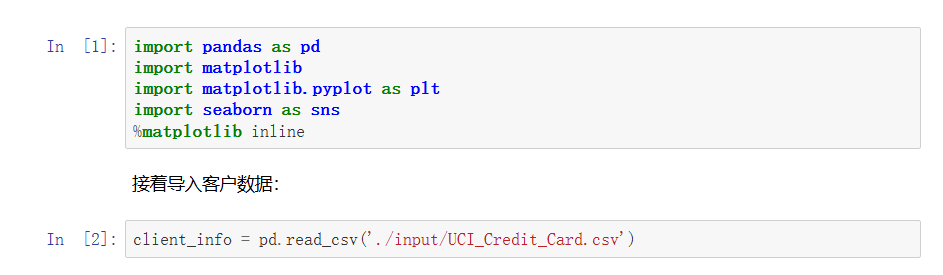 In [1]: import pandas as pd
import matplotlib
import matplotlib.pyplot as plt
import seaborn as sns
%matplotlib inline
接着导入客户数据：
In [2]: client_info = pd.read_csv('./input/UCI_Credit_Card.csv')